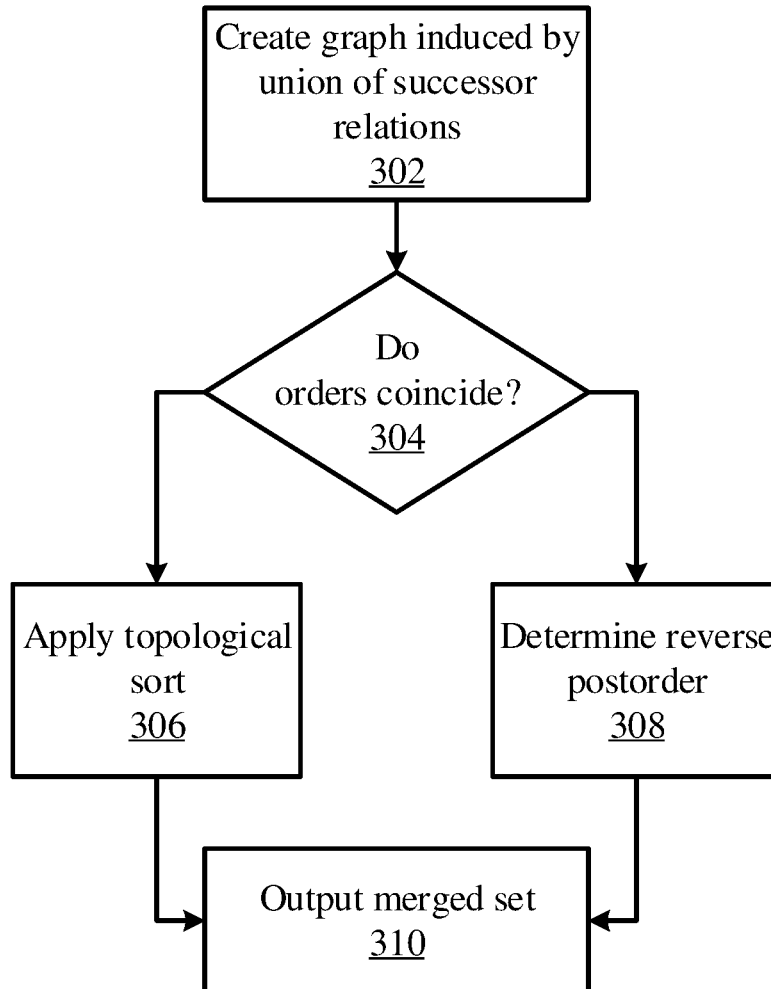 Create graph induced by
union of successor
relations
302
Do
orders coincide?
304
Apply topological
sort
306
Determine reverse
postorder
308
Output merged set
310